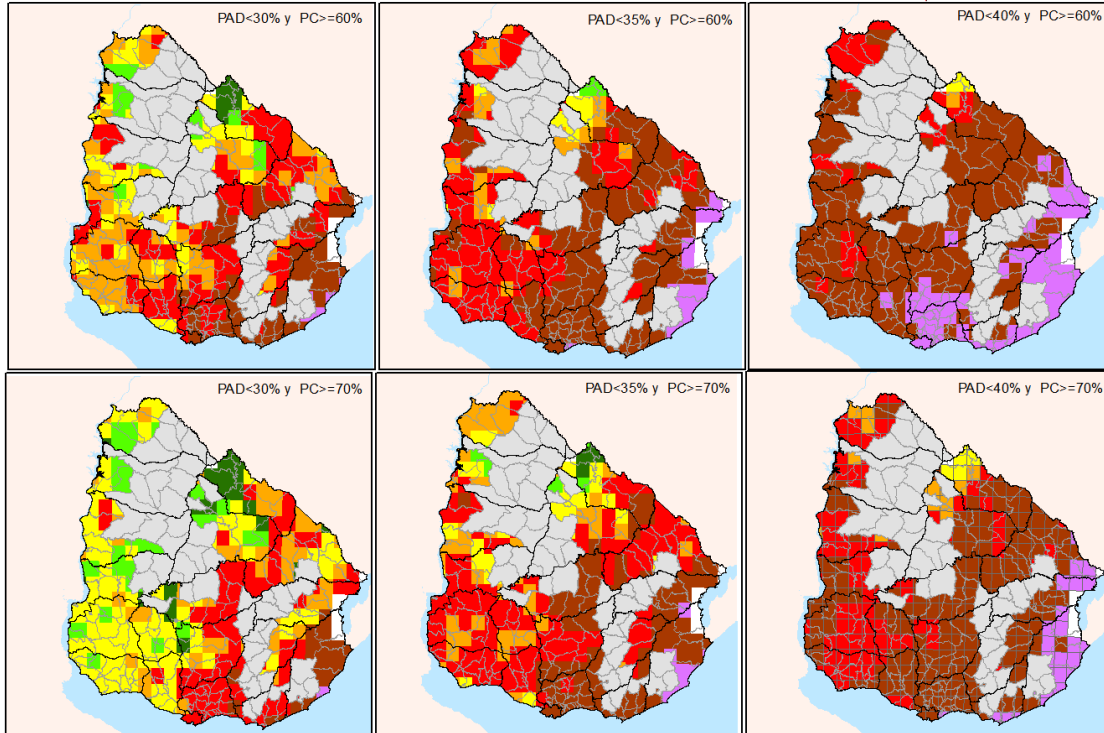 PAD<30% y PC>=60%
PAD<35% y PC>=60%
PAD<40% y PC>=60%
PAD<30% y PC>=70%
PAD<35% y PC>=70%
PAD<40% y PC>=70%